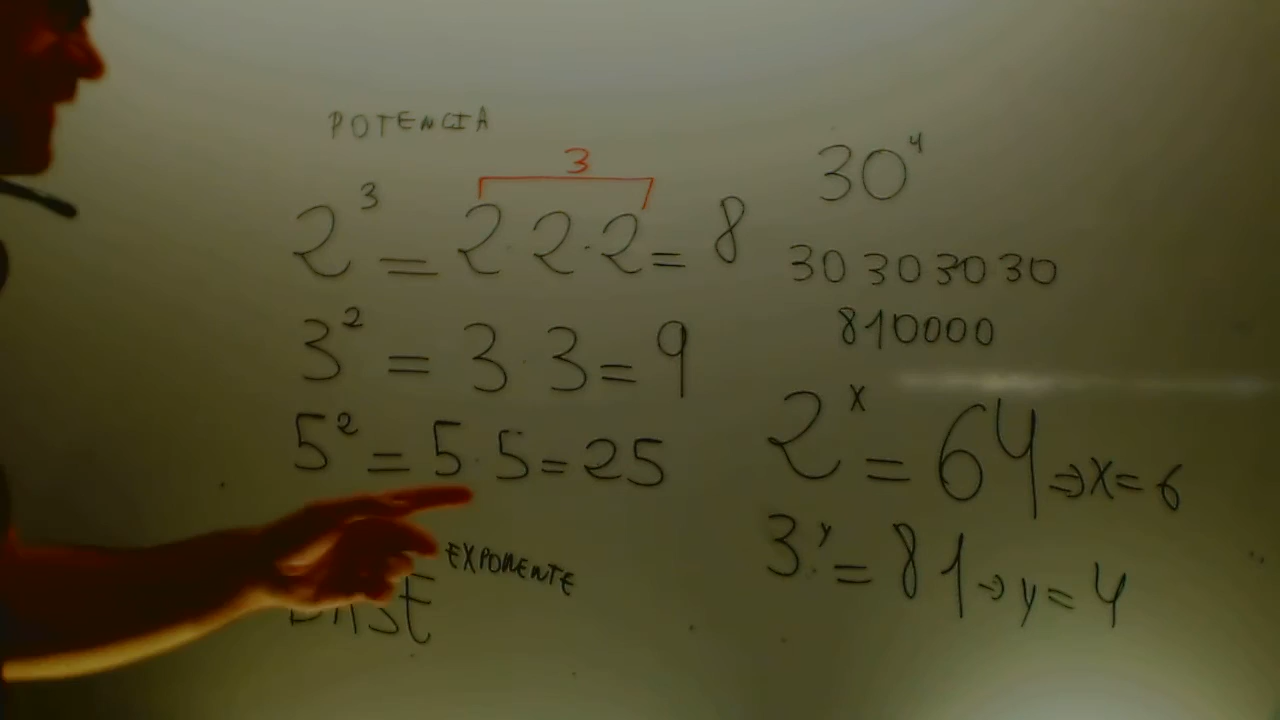 POTENCIA
3
2³ = 2·2·2 = 8
3² = 3·3 = 9
5² = 5·5 = 25
BASE EXPONENTE
30⁴
30 30 30 30
810000
2ˣ = 64 ⇒ x = 6
3ʸ = 81 → y = 4